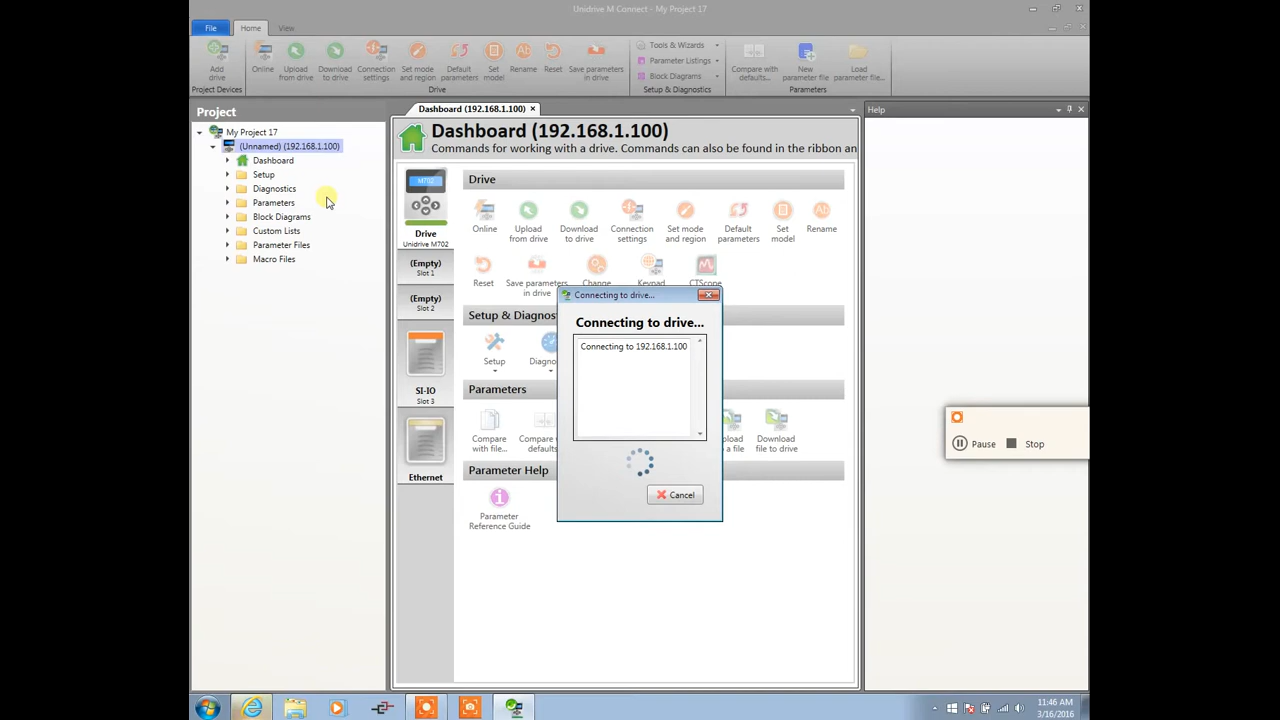 Unidrive M Connect - My Project 17
File
Home
View
Add drive
Online
Upload from drive
Download to drive
Connection settings
Set mode and region
Default parameters
Set model
Rename
Reset
Save parameters in drive
Tools & Wizards
Parameter Listings
Block Diagrams
Compare with defaults...
New parameter file
Load parameter file...
Project Devices
Drive
Setup & Diagnostics
Parameters
Project
My Project 17
(Unnamed) (192.168.1.100)
Dashboard
Setup
Diagnostics
Parameters
Block Diagrams
Custom Lists
Parameter Files
Macro Files
Dashboard (192.168.1.100)
Dashboard (192.168.1.100)
Commands for working with a drive. Commands can also be found in the ribbon an
M702
Drive
Unidrive M702
(Empty)
Slot 1
(Empty)
Slot 2
SI-IO
Slot 3
Ethernet
Drive
Online
Upload from drive
Download to drive
Connection settings
Set mode and region
Default parameters
Set model
Rename
Reset
Save parameters in drive
Change
Keypad
CTScope
Setup & Diagnos
Setup
Diagno
Parameters
Compare with file...
Compare
defaults
pload
a file
Download file to drive
Parameter Help
Parameter Reference Guide
Connecting to drive...
Connecting to drive...
Connecting to 192.168.1.100
Cancel
Help
Pause
Stop
11:46 AM
3/16/2016